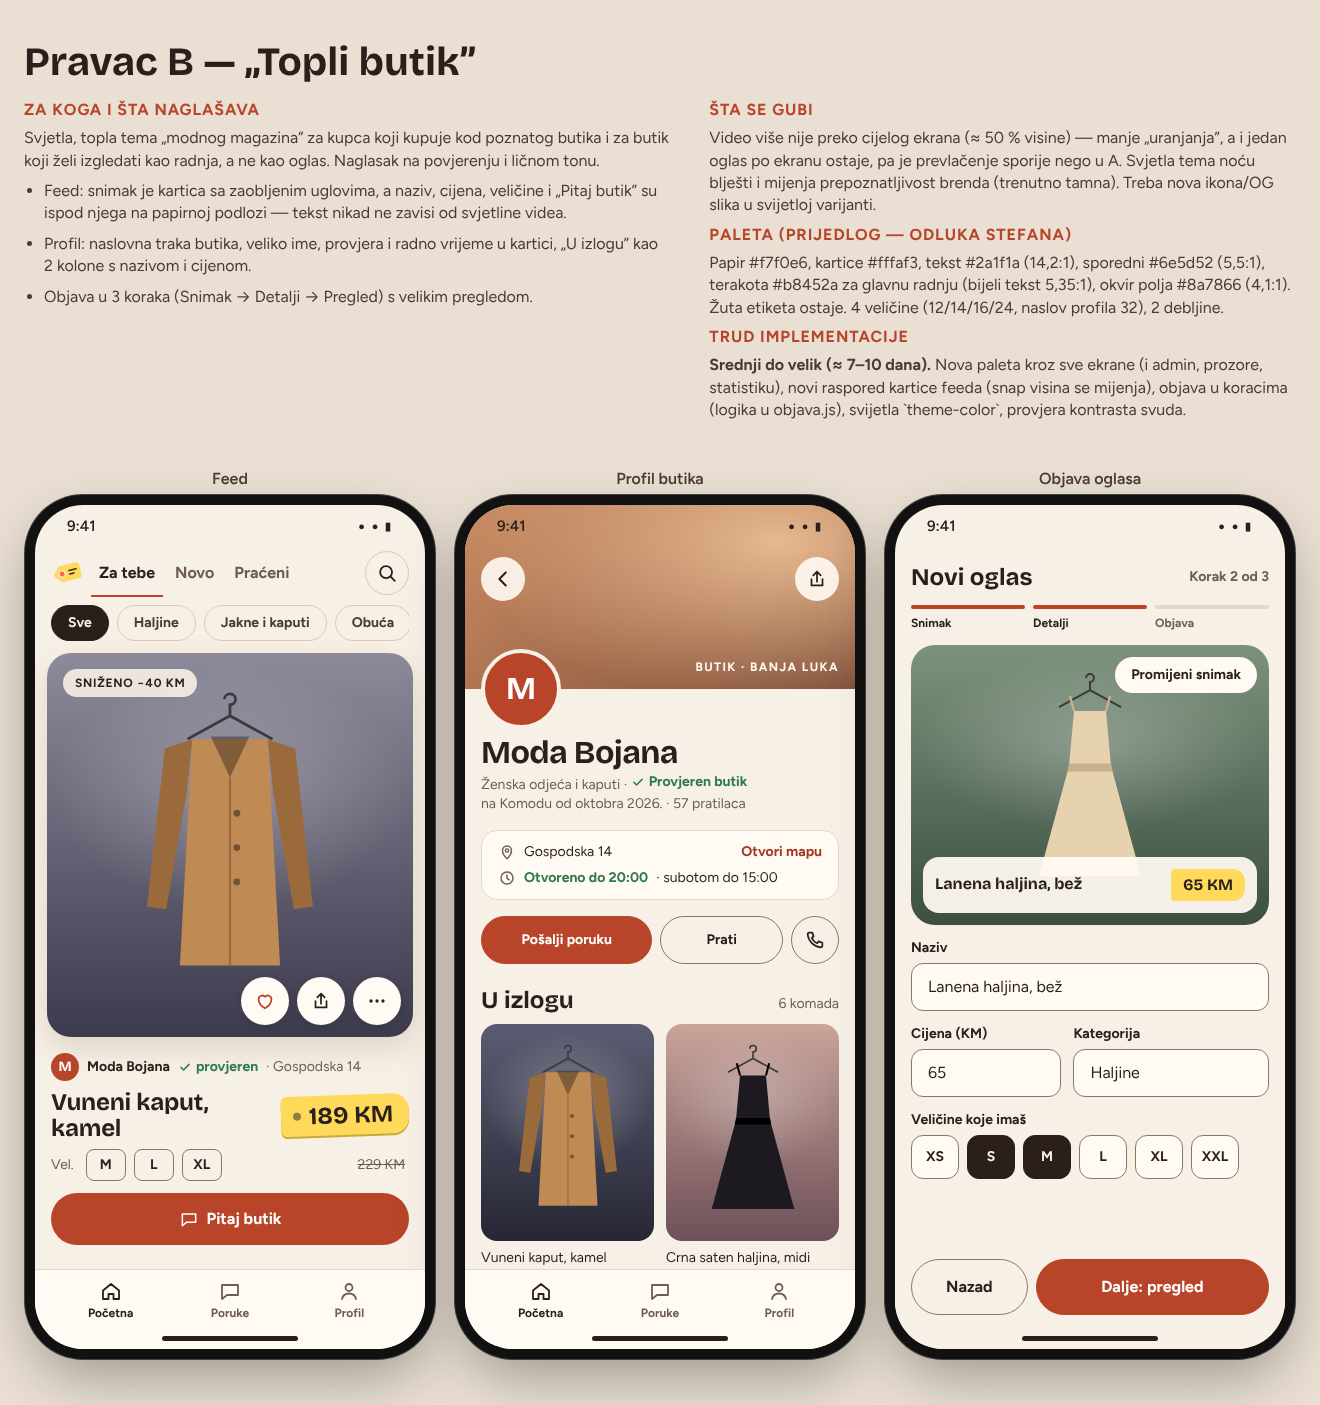 Pravac B — „Topli butik”
ZA KOGA I ŠTA NAGLAŠAVA
Svjetla, topla tema „modnog magazina” za kupca koji kupuje kod poznatog butika i za butik
koji želi izgledati kao radnja, a ne kao oglas. Naglasak na povjerenju i ličnom tonu.
• Feed: snimak je kartica sa zaobljenim uglovima, a naziv, cijena, veličine i „Pitaj butik” su
ispod njega na papirnoj podlozi — tekst nikad ne zavisi od svjetline videa.
• Profil: naslovna traka butika, veliko ime, provjera i radno vrijeme u kartici, „U izlogu” kao
2 kolone s nazivom i cijenom.
• Objava u 3 koraka (Snimak → Detalji → Pregled) s velikim pregledom.
ŠTA SE GUBI
Video više nije preko cijelog ekrana (≈ 50 % visine) — manje „uranjanja”, a i jedan
oglas po ekranu ostaje, pa je prevlačenje sporije nego u A. Svjetla tema noću
blješti i mijenja prepoznatljivost brenda (trenutno tamna). Treba nova ikona/OG
slika u svijetloj varijanti.
PALETA (PRIJEDLOG — ODLUKA STEFANA)
Papir #f7f0e6, kartice #fffaf3, tekst #2a1f1a (14,2:1), sporedni #6e5d52 (5,5:1),
terakota #b8452a za glavnu radnju (bijeli tekst 5,35:1), okvir polja #8a7866 (4,1:1).
Žuta etiketa ostaje. 4 veličine (12/14/16/24, naslov profila 32), 2 debljine.
TRUD IMPLEMENTACIJE
Srednji do velik (≈ 7–10 dana). Nova paleta kroz sve ekrane (i admin, prozore,
statistiku), novi raspored kartice feeda (snap visina se mijenja), objava u koracima
(logika u objava.js), svijetla `theme-color`, provjera kontrasta svuda.
Feed
9:41
Za tebe Novo Praćeni
Sve Haljine Jakne i kaputi Obuća
SNIŽENO −40 KM
M Moda Bojana ✓ provjeren · Gospodska 14
Vuneni kaput,
kamel
189 KM
Vel. M L XL 229 KM
Pitaj butik
Početna Poruke Profil
Profil butika
9:41
BUTIK · BANJA LUKA
M
Moda Bojana
Ženska odjeća i kaputi · ✓ Provjeren butik
na Komodu od oktobra 2026. · 57 pratilaca
Gospodska 14 Otvori mapu
Otvoreno do 20:00 · subotom do 15:00
Pošalji poruku Prati
U izlogu 6 komada
Vuneni kaput, kamel Crna saten haljina, midi
Početna Poruke Profil
Objava oglasa
9:41
Novi oglas Korak 2 od 3
Snimak Detalji Objava
Promijeni snimak
Lanena haljina, bež 65 KM
Naziv
Lanena haljina, bež
Cijena (KM) Kategorija
65 Haljine
Veličine koje imaš
XS S M L XL XXL
Nazad Dalje: pregled